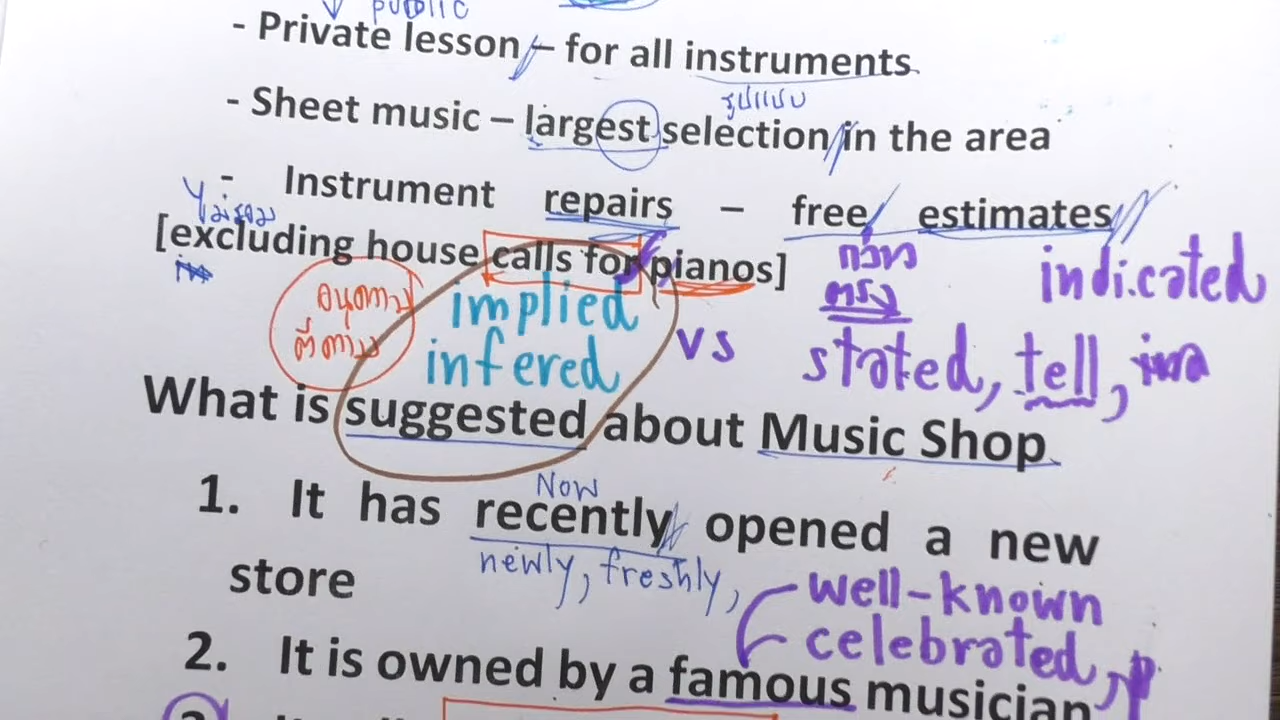 public
- Private lesson – for all instruments
รูปแบบ
- Sheet music – largest selection in the area
- Instrument repairs – free estimates
ไม่รวม
[excluding house calls for pianos]
กล่าว
ตรง
indicated
อนุมาน
ตีความ
implied
infered
vs
stated, tell,
What is suggested about Music Shop
Now
1. It has recently opened a new
store
newly, freshly,
well-known
celebrated,
2. It is owned by a famous musician